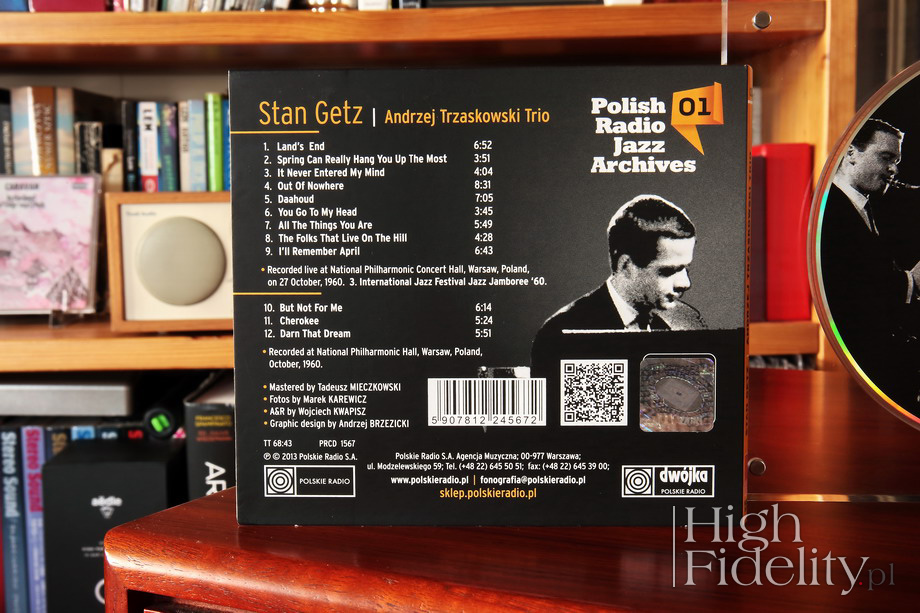 Stan Getz | Andrzej Trzaskowski Trio
Polish
Radio
Jazz
Archives
01
1. Land's End 6:52
2. Spring Can Really Hang You Up The Most 3:51
3. It Never Entered My Mind 4:04
4. Out Of Nowhere 8:31
5. Daahoud 7:05
6. You Go To My Head 3:45
7. All The Things You Are 5:49
8. The Folks That Live On The Hill 4:28
9. I'll Remember April 6:43
• Recorded live at National Philharmonic Concert Hall, Warsaw, Poland,
on 27 October, 1960. 3. International Jazz Festival Jazz Jamboree '60.
10. But Not For Me 6:14
11. Cherokee 5:24
12. Darn That Dream 5:51
• Recorded at National Philharmonic Hall, Warsaw, Poland,
October, 1960.
• Mastered by Tadeusz MIECZKOWSKI
• Fotos by Marek KAREWICZ
• A&R by Wojciech KWAPISZ
• Graphic design by Andrzej BRZEZICKI
5 907812 245672
TT 68:43 PRCD 1567
℗ © 2013 Polskie Radio S.A.
POLSKIE RADIO
Polskie Radio S.A. Agencja Muzyczna; 00-977 Warszawa;
ul. Modzelewskiego 59; Tel. (+48 22) 645 50 51; fax: (+48 22) 645 39 00;
www.polskieradio.pl | fonografia@polskieradio.pl
sklep.polskieradio.pl
dwójka
POLSKIE RADIO
CARAVAN
LEM
Stereo Sound
Stereo Sound
AR
High
Fidelity.pl